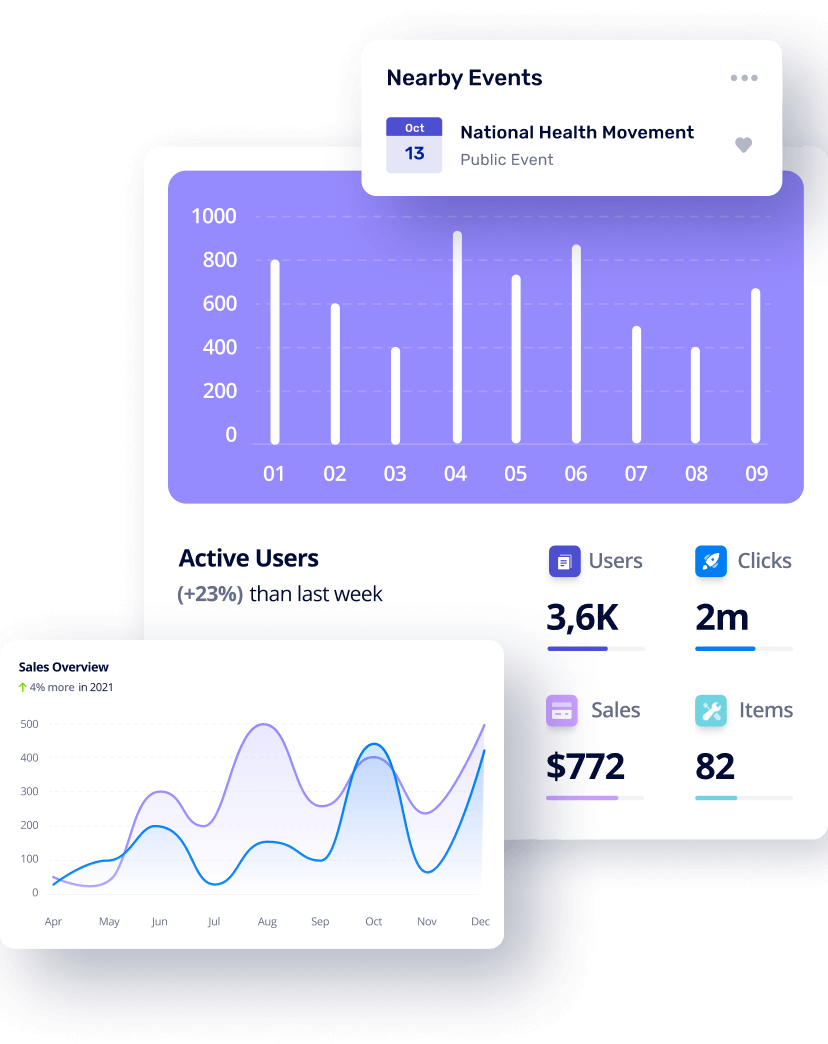 Nearby Events
Oct
13
National Health Movement
Public Event
1000
800
600
400
200
0
01 02 03 04 05 06 07 08 09
Active Users
(+23%) than last week
Users
3,6K
Clicks
2m
Sales
$772
Items
82
Sales Overview
4% more in 2021
500
400
300
200
100
0
Apr May Jun Jul Aug Sep Oct Nov Dec